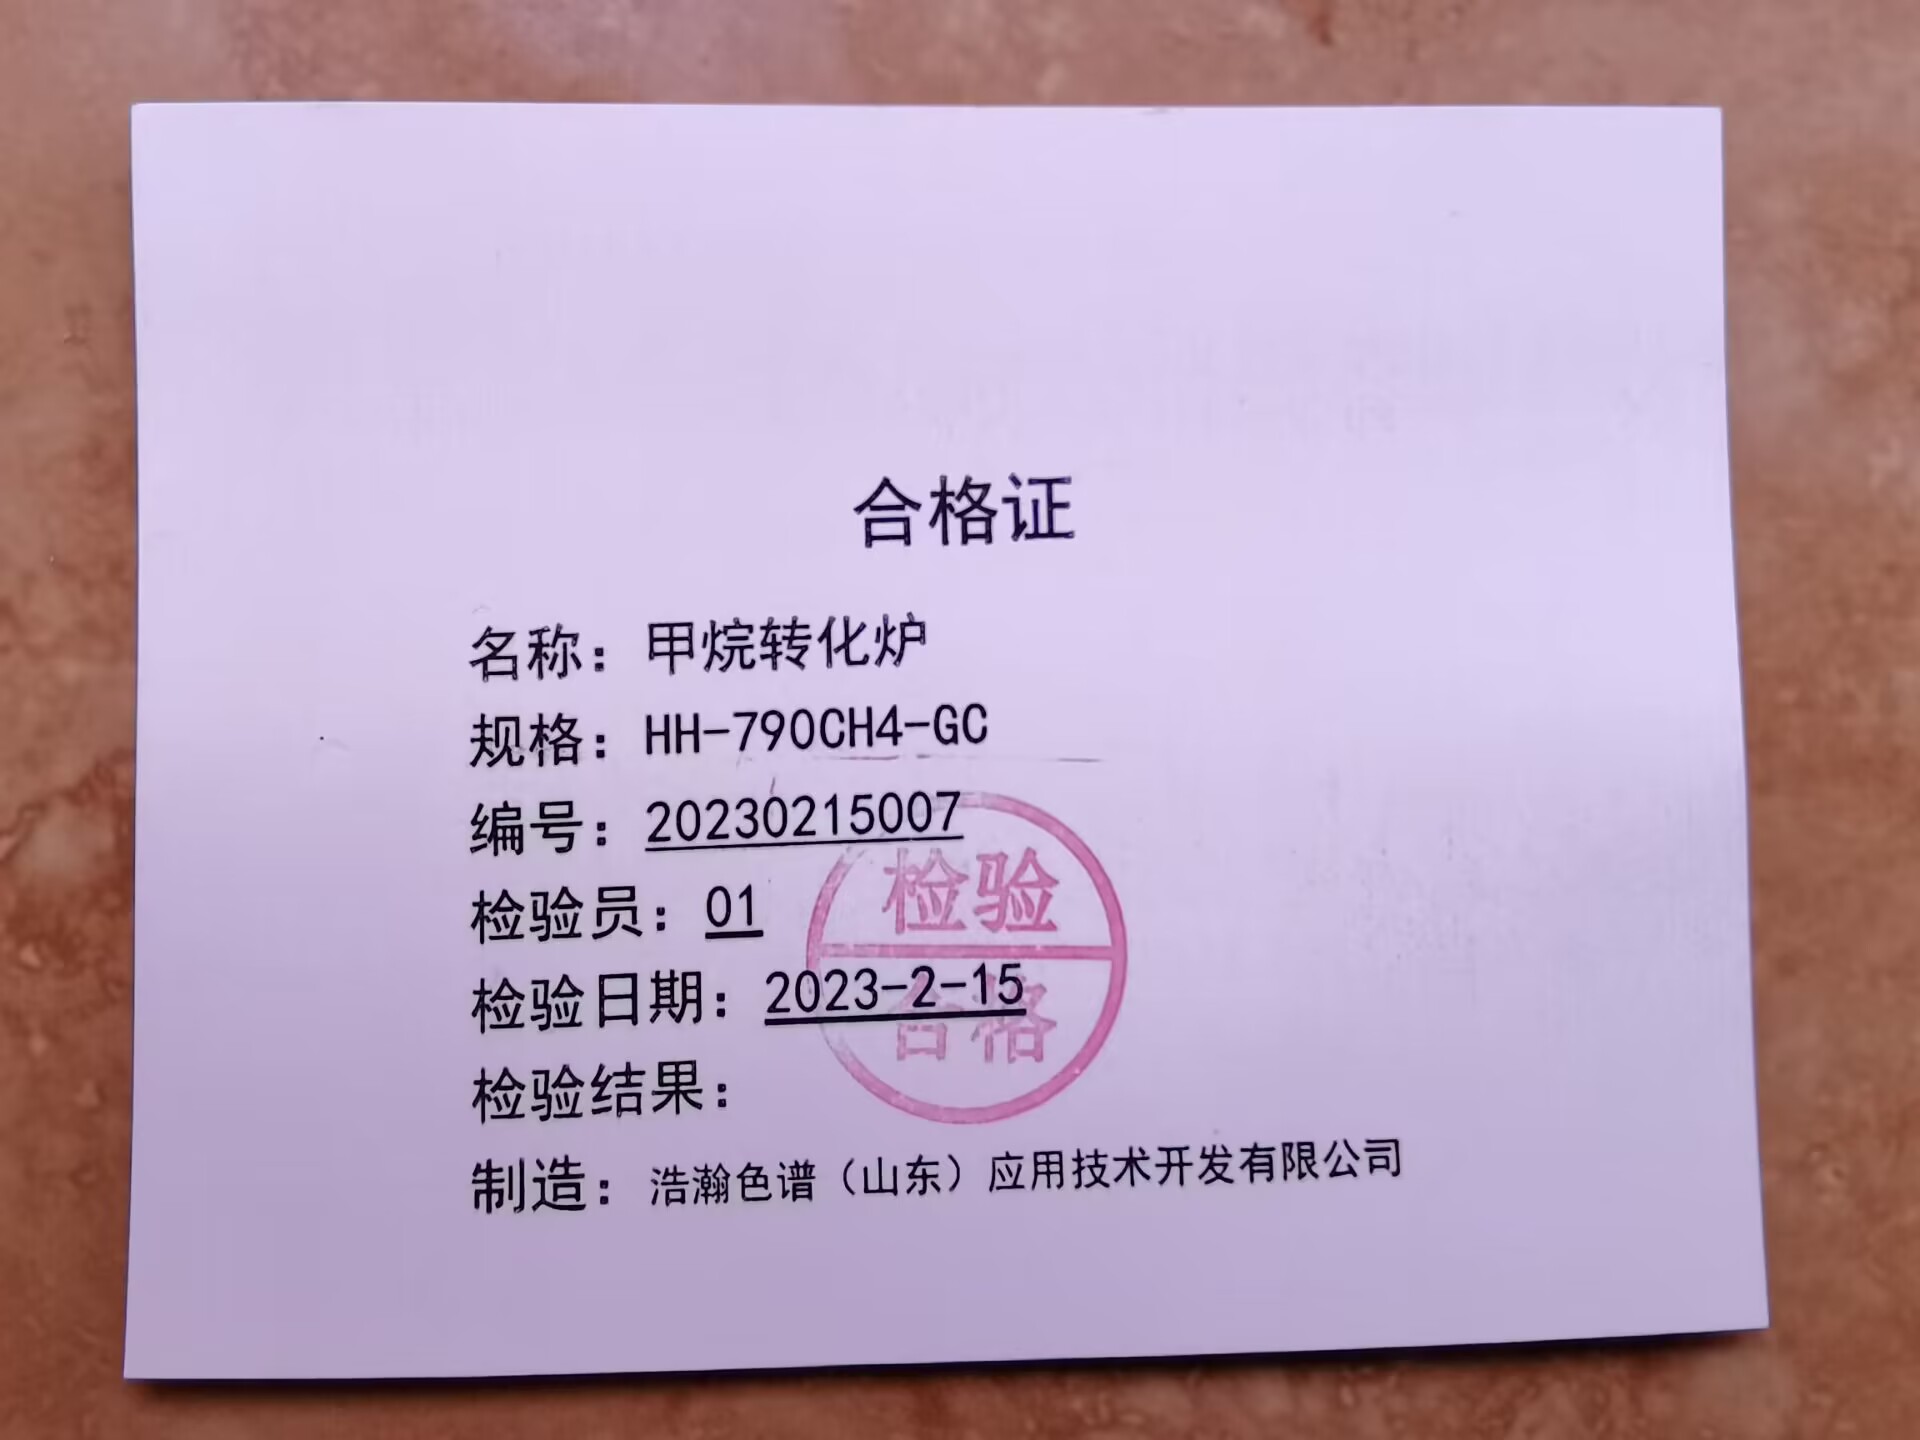 合格证
名称：甲烷转化炉
规格：HH-790CH4-GC
编号：20230215007
检验员：01
检验日期：2023-2-15
检验结果：
制造：浩瀚色谱（山东）应用技术开发有限公司
检验
合格